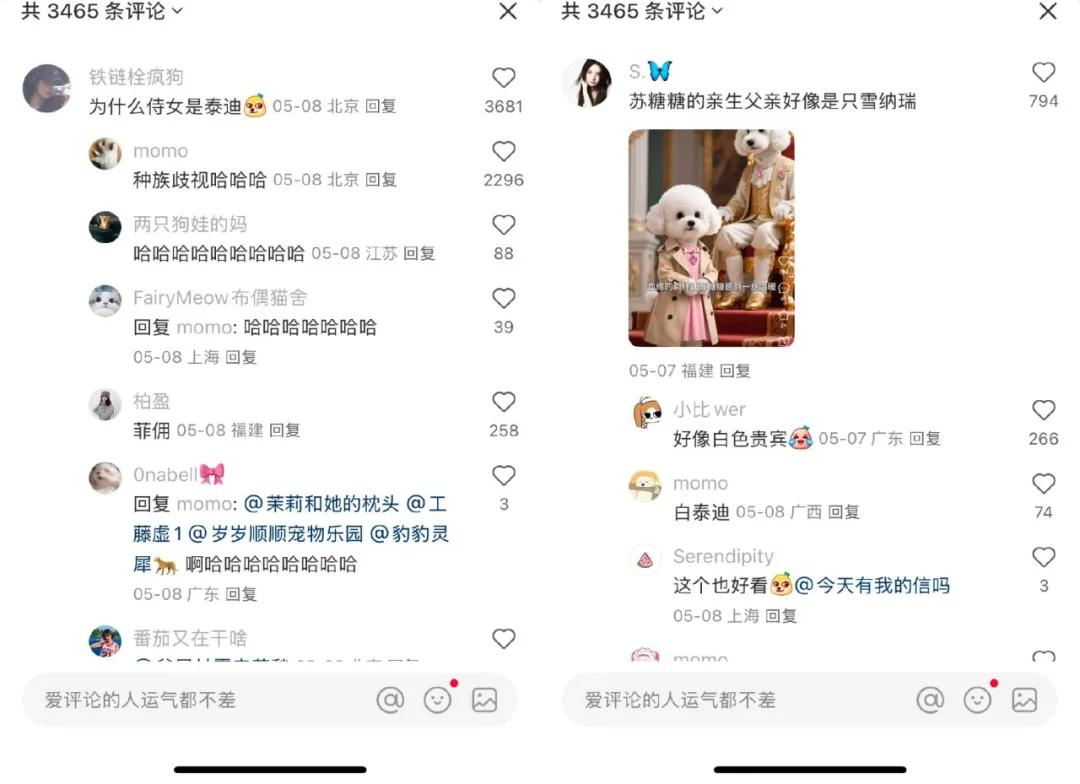 共 3465 条评论
铁链栓疯狗
为什么侍女是泰迪 05-08 北京 回复
3681
momo
种族歧视哈哈哈 05-08 北京 回复
2296
两只狗娃的妈
哈哈哈哈哈哈哈哈哈 05-08 江苏 回复
88
FairyMeow布偶猫舍
回复 momo: 哈哈哈哈哈哈哈
39
05-08 上海 回复
柏盈
菲佣 05-08 福建 回复
258
0nabell🎀
回复 momo: @茉莉和她的枕头 @工
3
藤虚1 @岁岁顺顺宠物乐园 @豹豹灵
犀🐆 啊哈哈哈哈哈哈哈哈
05-08 广东 回复
番茄又在干啥
爱评论的人运气都不差
共 3465 条评论
S.🦋
苏糖糖的亲生父亲好像是只雪纳瑞
794
05-07 福建 回复
小比wer
好像白色贵宾 05-07 广东 回复
266
momo
白泰迪 05-08 广西 回复
74
Serendipity
这个也好看 @今天有我的信吗
3
05-08 上海 回复
momo
爱评论的人运气都不差